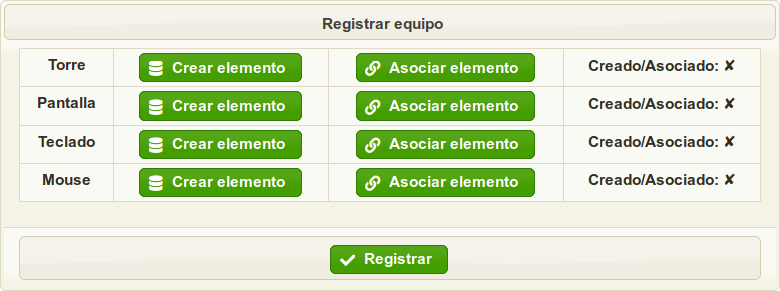 Registrar equipo
Torre Crear elemento Asociar elemento Creado/Asociado: ✘
Pantalla Crear elemento Asociar elemento Creado/Asociado: ✘
Teclado Crear elemento Asociar elemento Creado/Asociado: ✘
Mouse Crear elemento Asociar elemento Creado/Asociado: ✘
Registrar